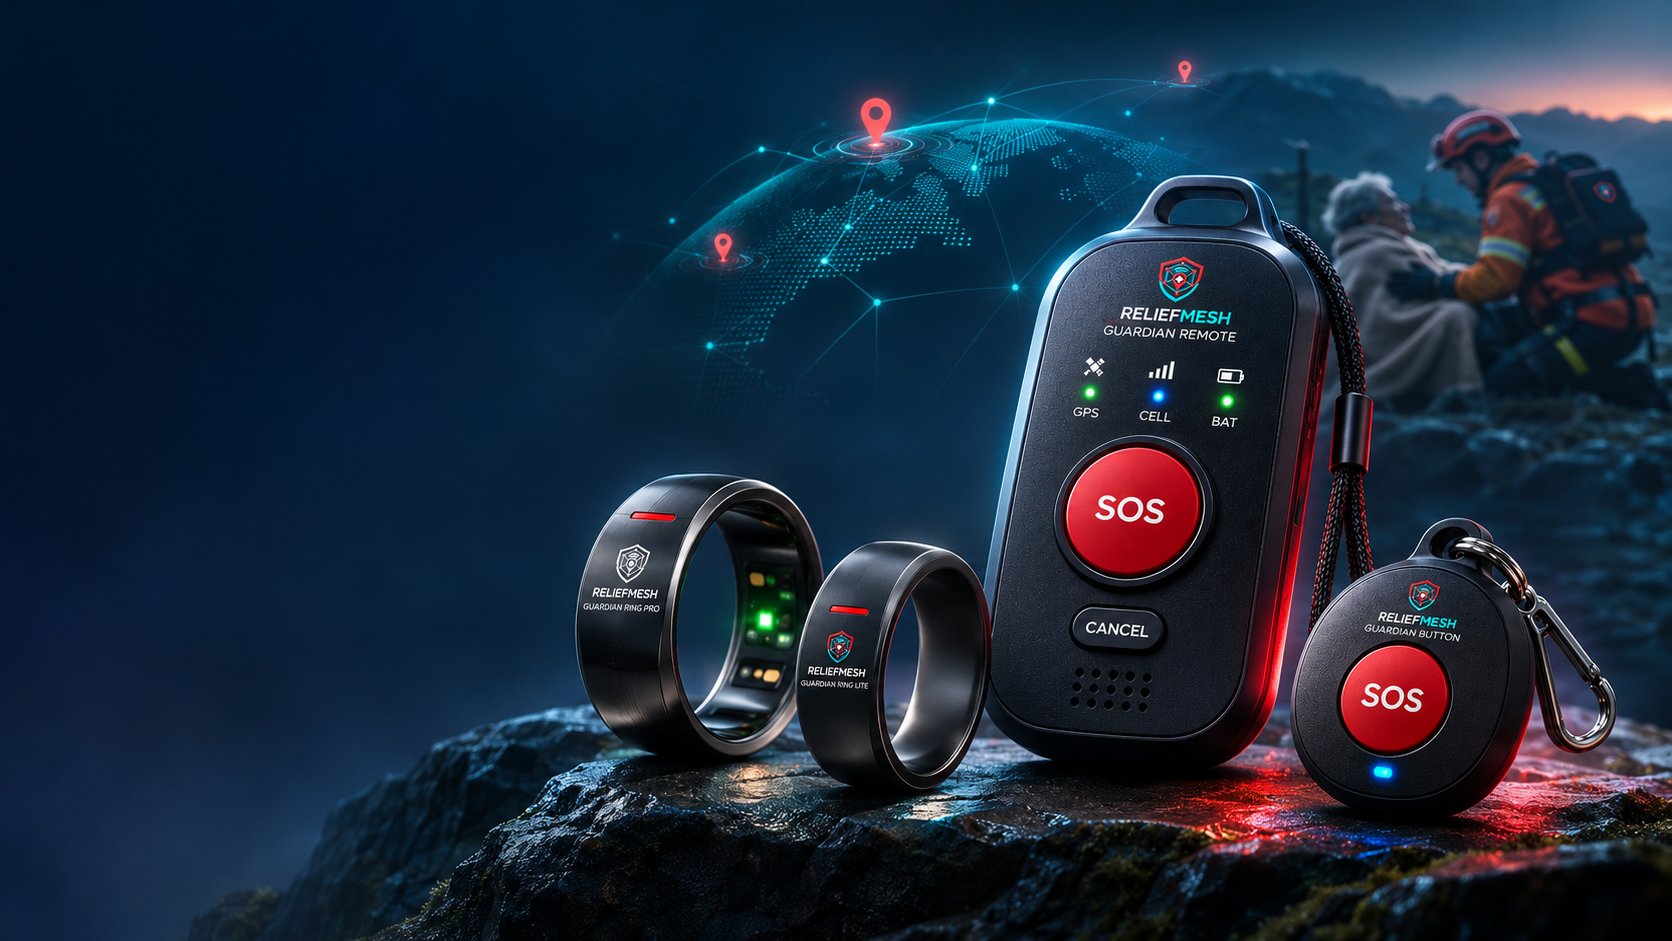 RELIEFMESH
GUARDIAN REMOTE
GPS
CELL
BAT
SOS
CANCEL
RELIEFMESH
GUARDIAN RING PRO
RELIEFMESH
GUARDIAN RING LITE
RELIEFMESH
GUARDIAN BUTTON
SOS